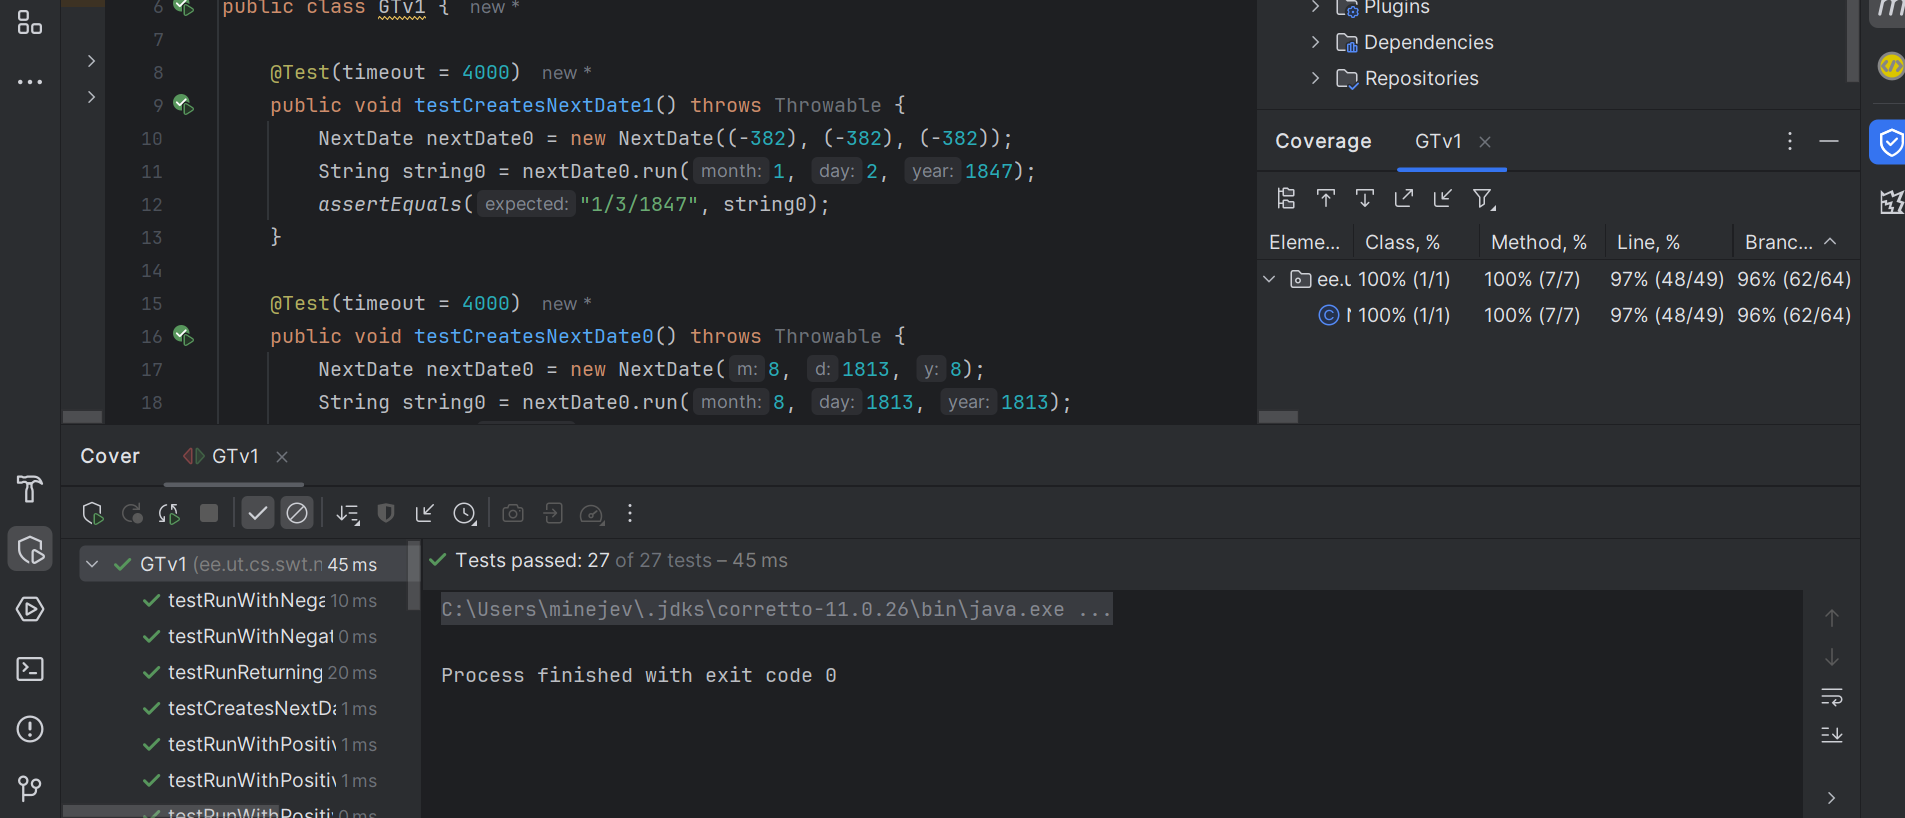 6 public class GTv1 { new *
7
8 @Test(timeout = 4000) new *
9 public void testCreatesNextDate1() throws Throwable {
10 NextDate nextDate0 = new NextDate((-382), (-382), (-382));
11 String string0 = nextDate0.run( month: 1, day: 2, year: 1847);
12 assertEquals( expected: "1/3/1847", string0);
13 }
14
15 @Test(timeout = 4000) new *
16 public void testCreatesNextDate0() throws Throwable {
17 NextDate nextDate0 = new NextDate( m: 8, d: 1813, y: 8);
18 String string0 = nextDate0.run( month: 8, day: 1813, year: 1813);
Plugins
Dependencies
Repositories
Coverage GTv1
Eleme... Class, % Method, % Line, % Branc...
ee.u 100% (1/1) 100% (7/7) 97% (48/49) 96% (62/64)
100% (1/1) 100% (7/7) 97% (48/49) 96% (62/64)
Cover GTv1
GTv1 (ee.ut.cs.swt.n 45 ms
testRunWithNega 10 ms
testRunWithNegat 0 ms
testRunReturning 20 ms
testCreatesNextDa 1 ms
testRunWithPositiv 1 ms
testRunWithPositiv 1 ms
testRunWithPositi 0 ms
Tests passed: 27 of 27 tests – 45 ms
C:\Users\minejev\.jdks\corretto-11.0.26\bin\java.exe ...
Process finished with exit code 0